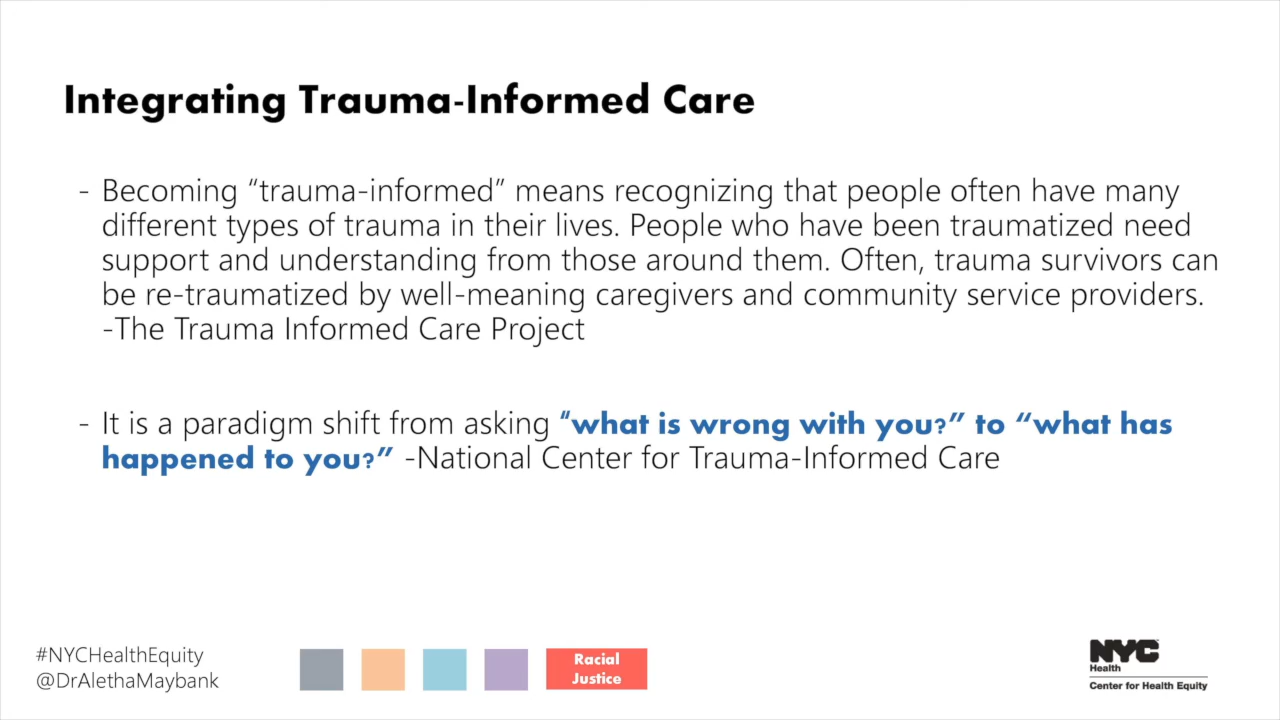 Integrating Trauma-Informed Care
- Becoming “trauma-informed” means recognizing that people often have many
different types of trauma in their lives. People who have been traumatized need
support and understanding from those around them. Often, trauma survivors can
be re-traumatized by well-meaning caregivers and community service providers.
-The Trauma Informed Care Project
- It is a paradigm shift from asking “what is wrong with you?” to “what has
happened to you?” -National Center for Trauma-Informed Care
#NYCHealthEquity
@DrAlethaMaybank
Racial
Justice
NYC
Health
Center for Health Equity